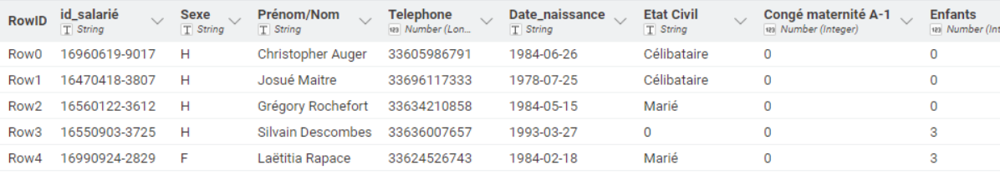 RowID id_salarié Sexe Prénom/Nom Telephone Date_naissance Etat Civil Congé maternité A-1 Enfants
T String T String T String 123 Number (Lon... T String T String 123 Number (Integer) 123 Number (Int
Row0 16960619-9017 H Christopher Auger 33605986791 1984-06-26 Célibataire 0 0
Row1 16470418-3807 H Josué Maitre 33696117333 1978-07-25 Célibataire 0 0
Row2 16560122-3612 H Grégory Rochefort 33634210858 1984-05-15 Marié 0 0
Row3 16550903-3725 H Silvain Descombes 33636007657 1993-03-27 0 0 3
Row4 16990924-2829 F Laëtitia Rapace 33624526743 1984-02-18 Marié 0 3